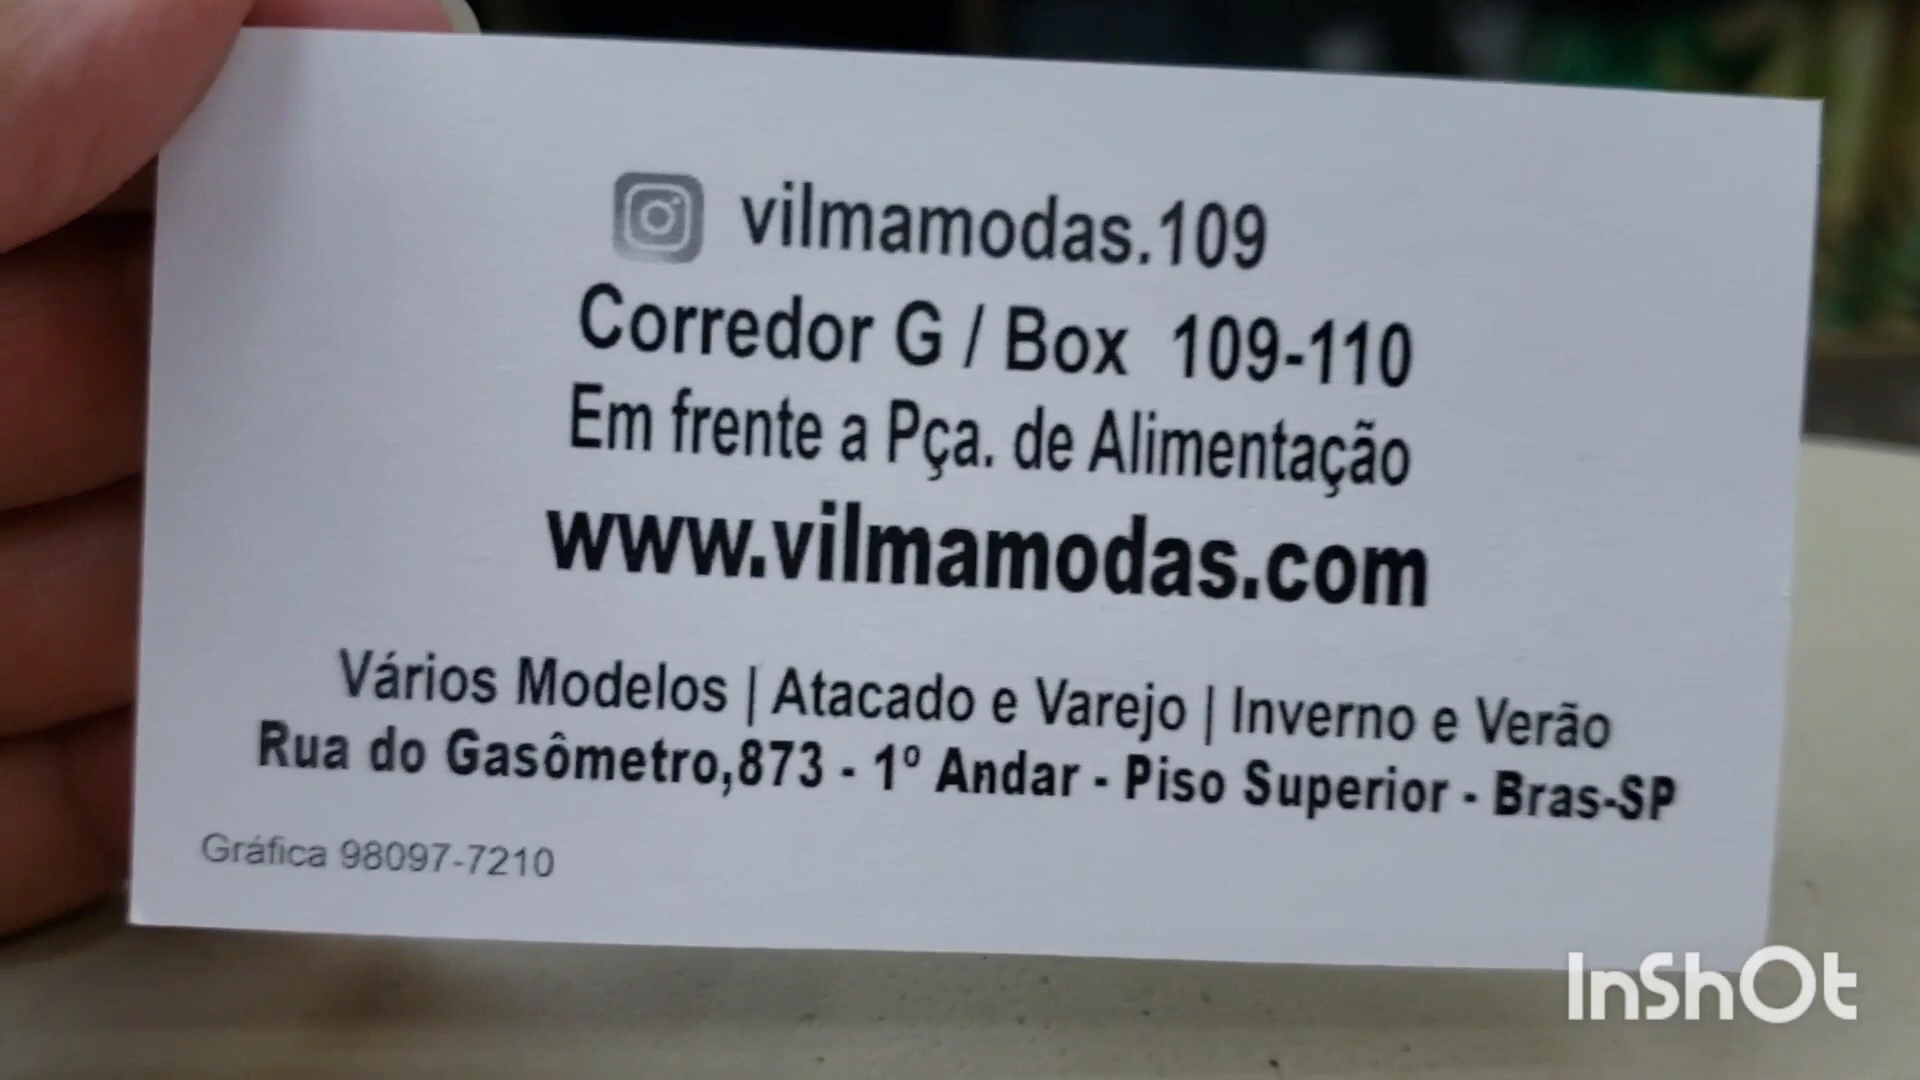 vilmamodas.109
Corredor G / Box 109-110
Em frente a Pça. de Alimentação
www.vilmamodas.com
Vários Modelos | Atacado e Varejo | Inverno e Verão
Rua do Gasômetro,873 - 1º Andar - Piso Superior - Bras-SP
Gráfica 98097-7210
InShOt